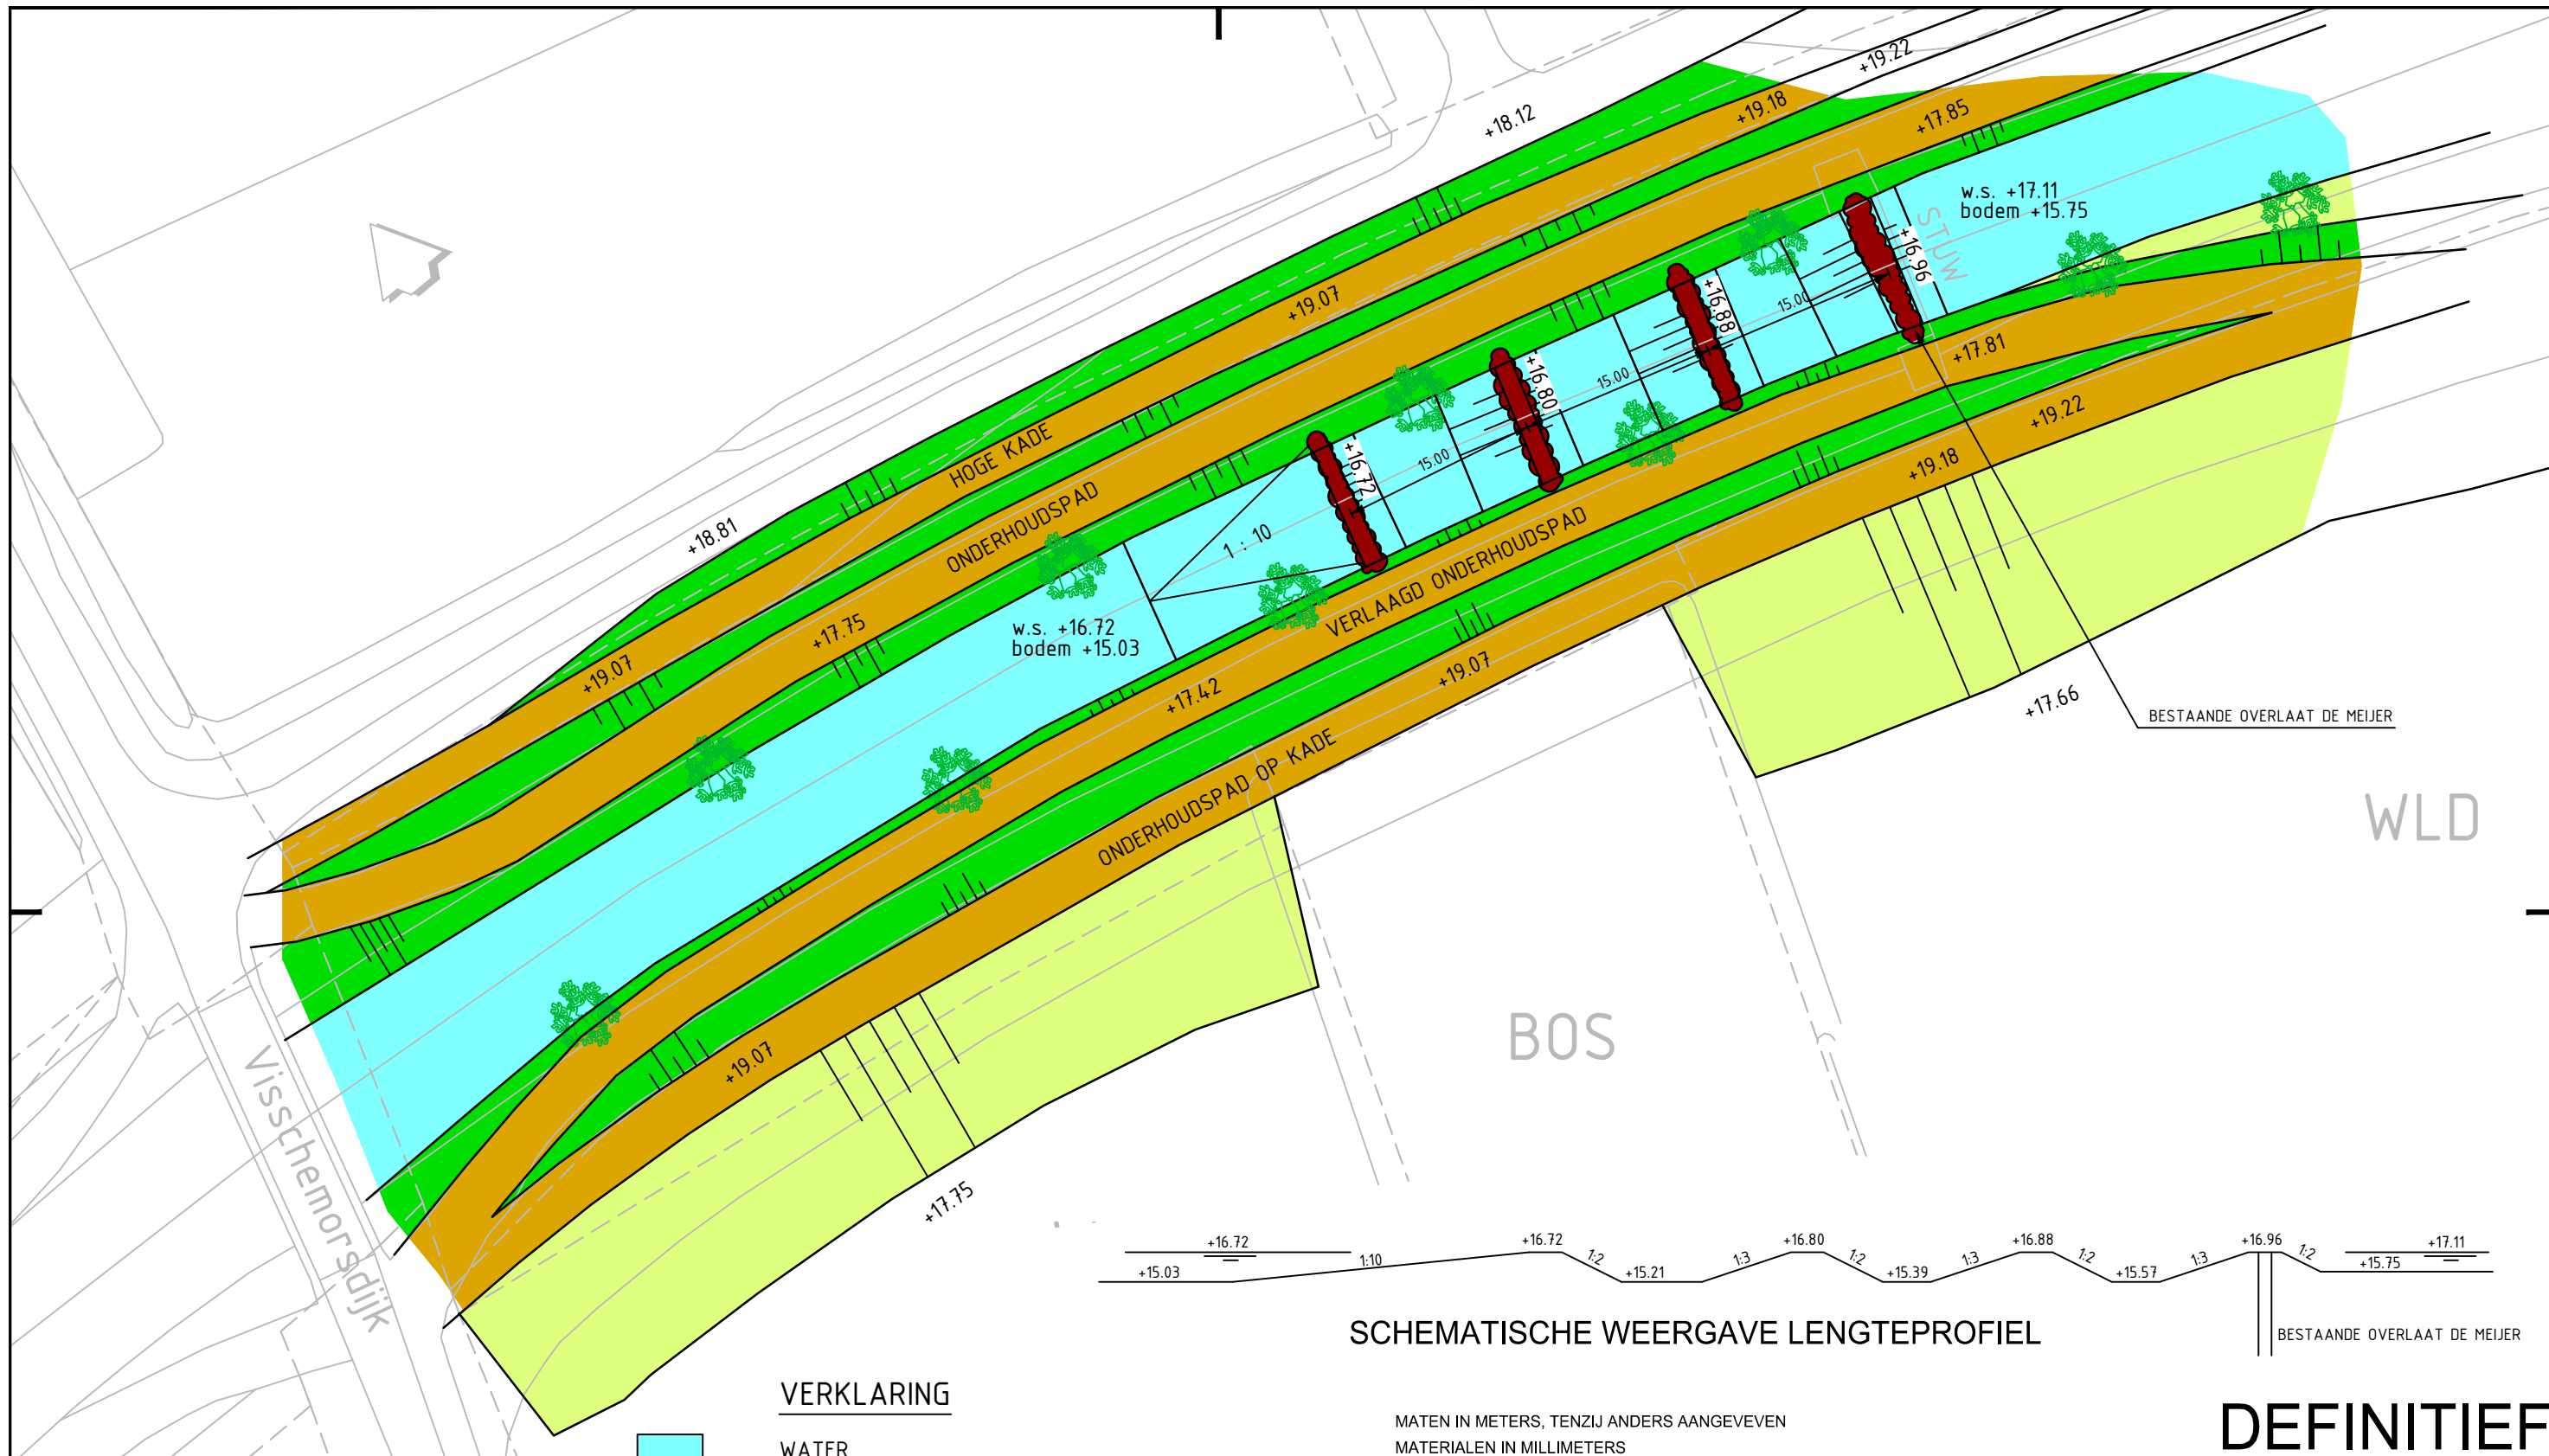 +19.22
+19.18
+18.12
+17.85
w.s. +17.11
bodem +15.75
STUW
+16.96
+19.07
15.00
+16.88
+17.81
15.00
+16.80
+19.22
HOGE KADE
+16.72
15.00
+19.18
ONDERHOUDSPAD
+18.81
1 : 10
VERLAAGD ONDERHOUDSPAD
w.s. +16.72
bodem +15.03
+17.75
+19.07
+17.42
+19.07
+17.66
BESTAANDE OVERLAAT DE MEIJER
ONDERHOUDSPAD OP KADE
WLD
BOS
+19.07
Visschemorsdijk
+17.75
+16.72
+16.72
+16.80
+16.88
+16.96
+17.11
+15.03
1:10
1:2
+15.21
1:3
1:2
+15.39
1:3
1:2
+15.57
1:3
1:2
+15.75
SCHEMATISCHE WEERGAVE LENGTEPROFIEL
BESTAANDE OVERLAAT DE MEIJER
VERKLARING
WATER
MATEN IN METERS, TENZIJ ANDERS AANGEVEVEN
MATERIALEN IN MILLIMETERS
DEFINITIEF